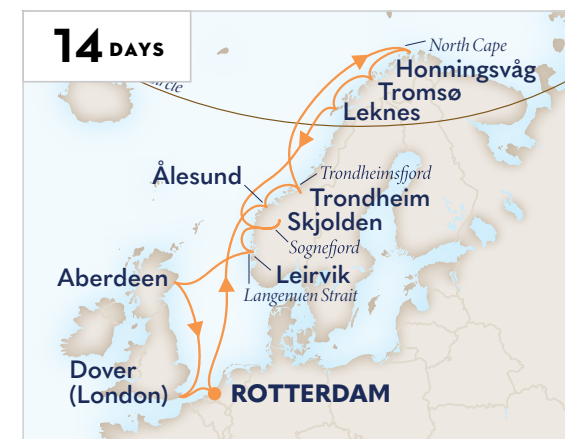 14 DAYS
rcle
North Cape
Honningsvåg
Tromsø
Leknes
Ålesund
Trondheimsfjord
Trondheim
Skjolden
Sognefjord
Aberdeen
Leirvik
Langenuen Strait
Dover
(London)
ROTTERDAM